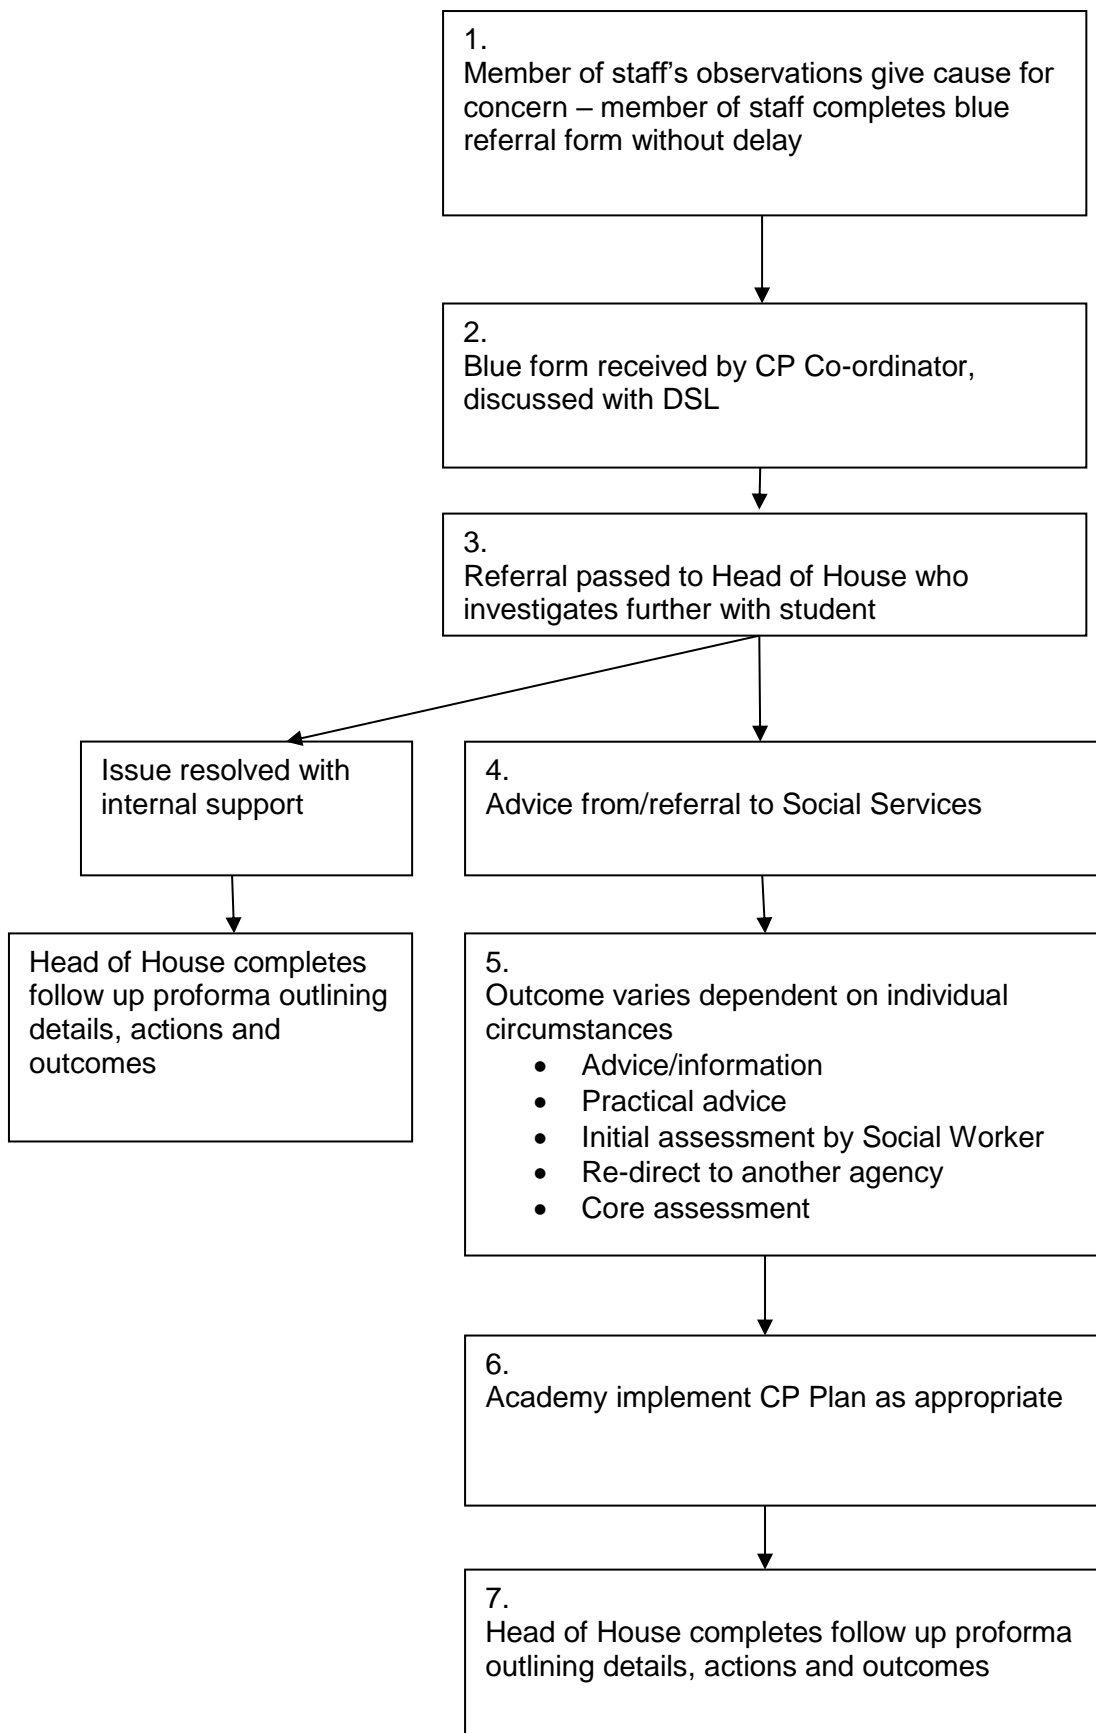 1.
Member of staff’s observations give cause for
concern – member of staff completes blue
referral form without delay
2.
Blue form received by CP Co-ordinator,
discussed with DSL
3.
Referral passed to Head of House who
investigates further with student
Issue resolved with
internal support
4.
Advice from/referral to Social Services
Head of House completes
follow up proforma outlining
details, actions and
outcomes
5.
Outcome varies dependent on individual
circumstances
• Advice/information
• Practical advice
• Initial assessment by Social Worker
• Re-direct to another agency
• Core assessment
6.
Academy implement CP Plan as appropriate
7.
Head of House completes follow up proforma
outlining details, actions and outcomes